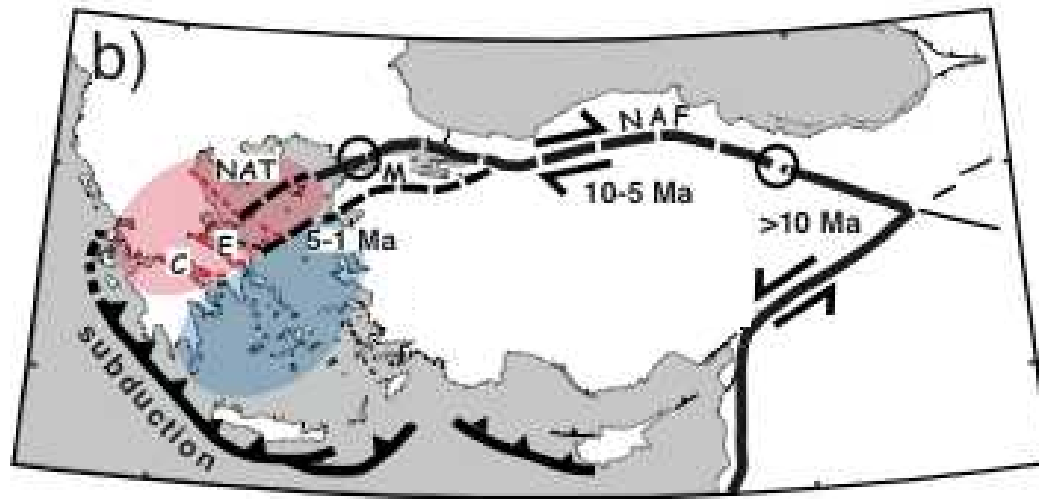 b)
NAF
NAT
M
10-5 Ma
>10 Ma
E
5-1 Ma
C
subduction